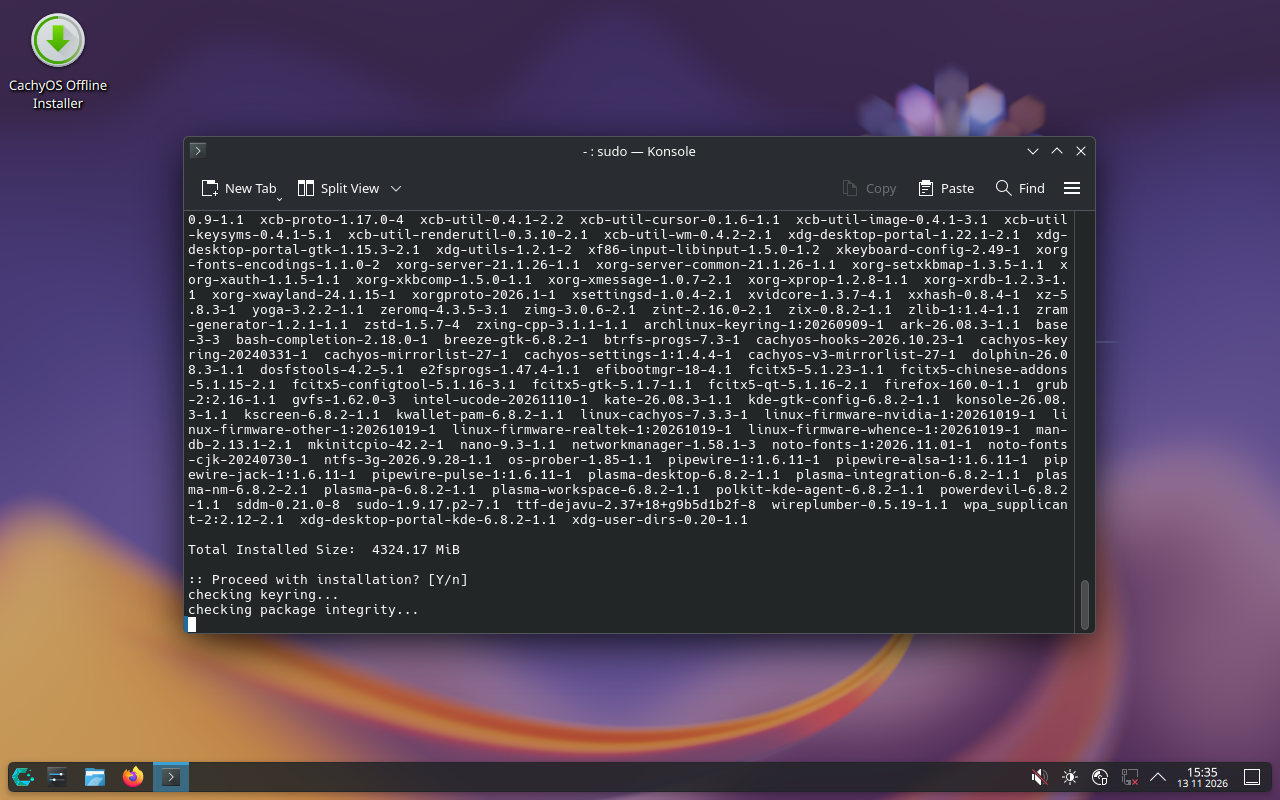 CachyOS Offline
Installer
- : sudo — Konsole
New Tab
Split View
Copy
Paste
Find
0.9-1.1  xcb-proto-1.17.0-4  xcb-util-0.4.1-2.2  xcb-util-cursor-0.1.6-1.1  xcb-util-image-0.4.1-3.1  xcb-util
-keysyms-0.4.1-5.1  xcb-util-renderutil-0.3.10-2.1  xcb-util-wm-0.4.2-2.1  xdg-desktop-portal-1.22.1-2.1  xdg-
desktop-portal-gtk-1.15.3-2.1  xdg-utils-1.2.1-2  xf86-input-libinput-1.5.0-1.2  xkeyboard-config-2.49-1  xorg
-fonts-encodings-1.1.0-2  xorg-server-21.1.26-1.1  xorg-server-common-21.1.26-1.1  xorg-setxkbmap-1.3.5-1.1  x
org-xauth-1.1.5-1.1  xorg-xkbcomp-1.5.0-1.1  xorg-xmessage-1.0.7-2.1  xorg-xprop-1.2.8-1.1  xorg-xrdb-1.2.3-1.
1  xorg-xwayland-24.1.15-1  xorgproto-2026.1-1  xsettingsd-1.0.4-2.1  xvidcore-1.3.7-4.1  xxhash-0.8.4-1  xz-5
.8.3-1  yoga-3.2.2-1.1  zeromq-4.3.5-3.1  zimg-3.0.6-2.1  zint-2.16.0-2.1  zix-0.8.2-1.1  zlib-1:1.4-1.1  zram
-generator-1.2.1-1.1  zstd-1.5.7-4  zxing-cpp-3.1.1-1.1  archlinux-keyring-1:20260909-1  ark-26.08.3-1.1  base
-3-3  bash-completion-2.18.0-1  breeze-gtk-6.8.2-1  btrfs-progs-7.3-1  cachyos-hooks-2026.10.23-1  cachyos-key
ring-20240331-1  cachyos-mirrorlist-27-1  cachyos-settings-1:1.4.4-1  cachyos-v3-mirrorlist-27-1  dolphin-26.0
8.3-1.1  dosfstools-4.2-5.1  e2fsprogs-1.47.4-1.1  efibootmgr-18-4.1  fcitx5-5.1.23-1.1  fcitx5-chinese-addons
-5.1.15-2.1  fcitx5-configtool-5.1.16-3.1  fcitx5-gtk-5.1.7-1.1  fcitx5-qt-5.1.16-2.1  firefox-160.0-1.1  grub
-2:2.16-1.1  gvfs-1.62.0-3  intel-ucode-20261110-1  kate-26.08.3-1.1  kde-gtk-config-6.8.2-1.1  konsole-26.08.
3-1.1  kscreen-6.8.2-1.1  kwallet-pam-6.8.2-1.1  linux-cachyos-7.3.3-1  linux-firmware-nvidia-1:20261019-1  li
nux-firmware-other-1:20261019-1  linux-firmware-realtek-1:20261019-1  linux-firmware-whence-1:20261019-1  man-
db-2.13.1-2.1  mkinitcpio-42.2-1  nano-9.3-1.1  networkmanager-1.58.1-3  noto-fonts-1:2026.11.01-1  noto-fonts
-cjk-20240730-1  ntfs-3g-2026.9.28-1.1  os-prober-1.85-1.1  pipewire-1:1.6.11-1  pipewire-alsa-1:1.6.11-1  pip
ewire-jack-1:1.6.11-1  pipewire-pulse-1:1.6.11-1  plasma-desktop-6.8.2-1.1  plasma-integration-6.8.2-1.1  plas
ma-nm-6.8.2-2.1  plasma-pa-6.8.2-1.1  plasma-workspace-6.8.2-1.1  polkit-kde-agent-6.8.2-1.1  powerdevil-6.8.2
-1.1  sddm-0.21.0-8  sudo-1.9.17.p2-7.1  ttf-dejavu-2.37+18+g9b5d1b2f-8  wireplumber-0.5.19-1.1  wpa_supplican
t-2:2.12-2.1  xdg-desktop-portal-kde-6.8.2-1.1  xdg-user-dirs-0.20-1.1
Total Installed Size:  4324.17 MiB
:: Proceed with installation? [Y/n]
checking keyring...
checking package integrity...
15:35
13 11 2026